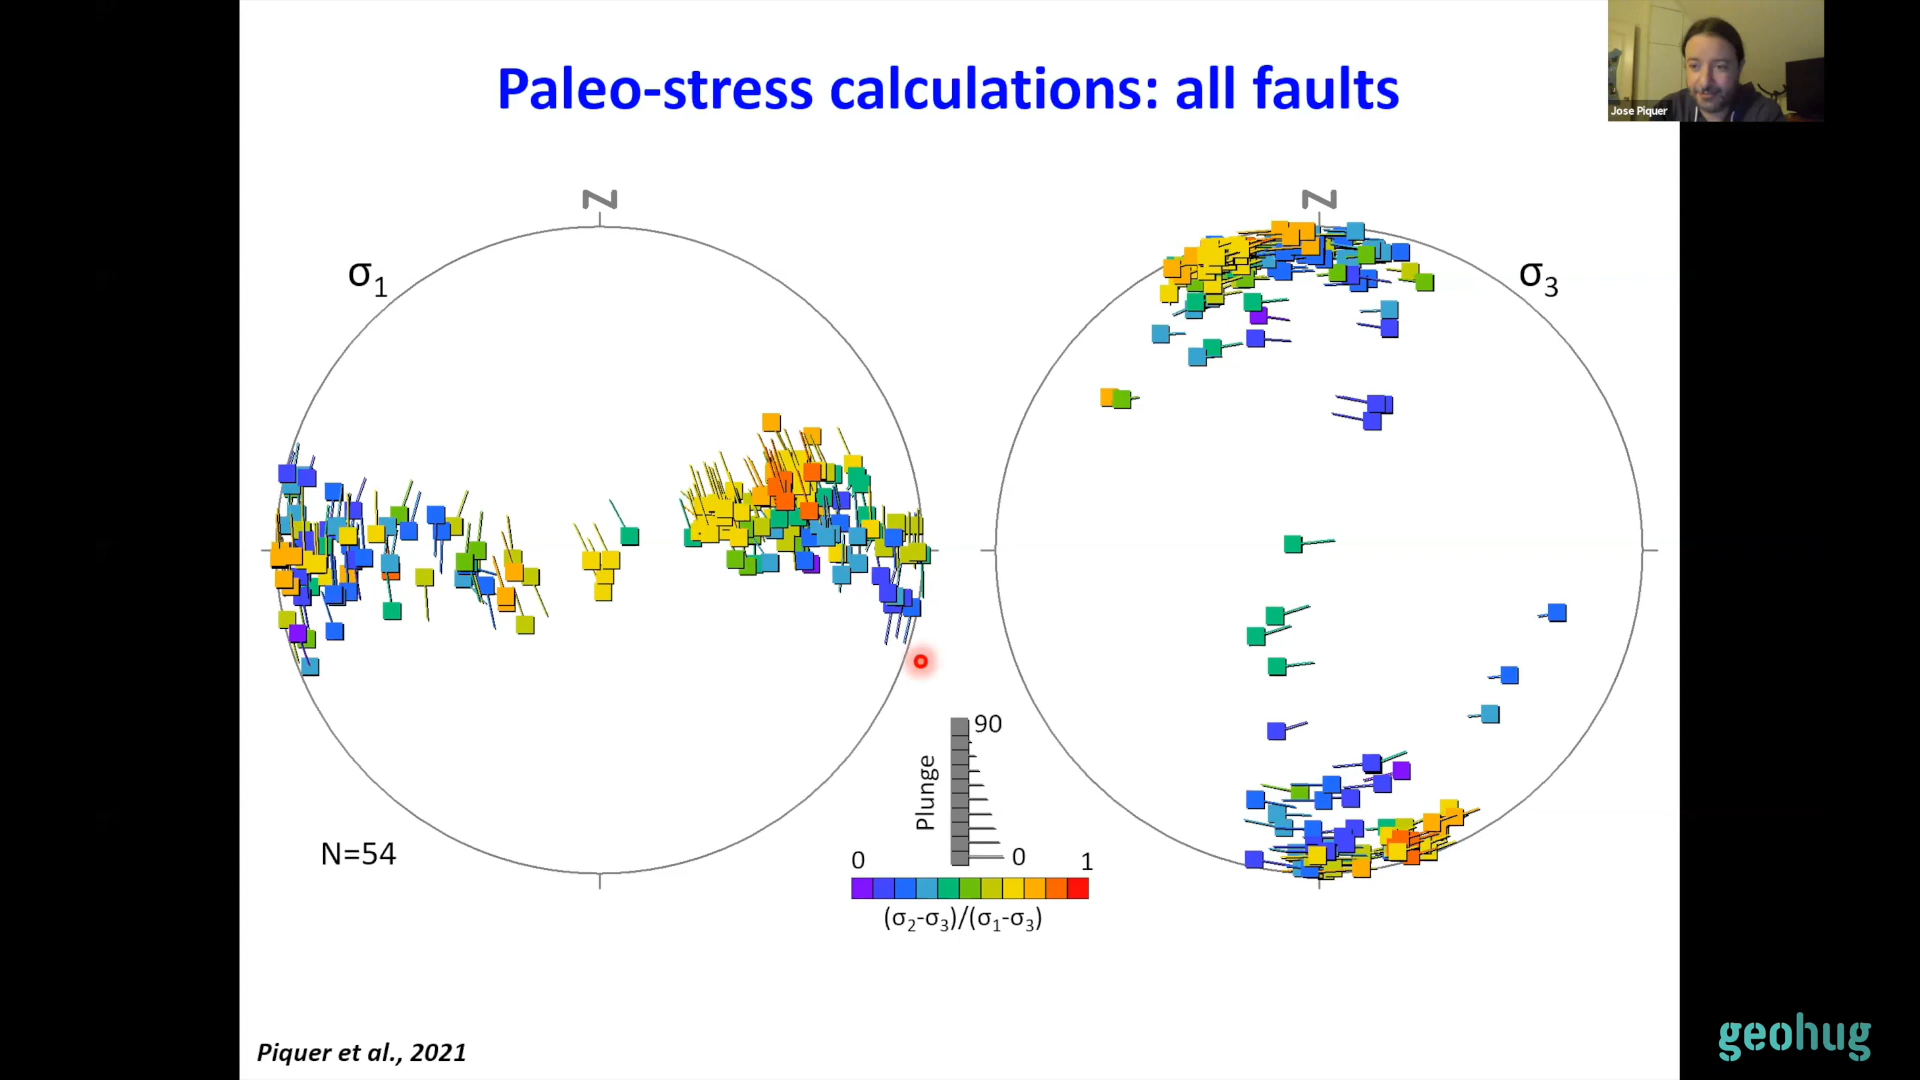 Paleo-stress calculations: all faults
Jose Piquer
N
N
σ1
σ3
90
Plunge
0
N=54
0
1
(σ2-σ3)/(σ1-σ3)
Piquer et al., 2021
geohug